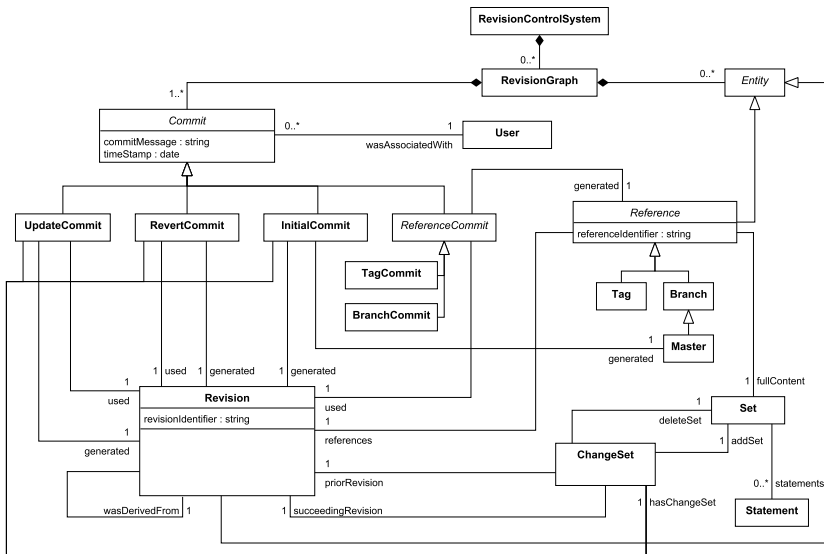 RevisionControlSystem
0..*
RevisionGraph
0..*
Entity
1..*
Commit
commitMessage : string
timeStamp : date
0..*
1
wasAssociatedWith
User
generated 1
Reference
referenceIdentifier : string
UpdateCommit
RevertCommit
InitialCommit
ReferenceCommit
TagCommit
BranchCommit
Tag
Branch
1
generated
Master
1
used
1 used
1 generated
1 generated
1
used
1 fullContent
Revision
revisionIdentifier : string
1
references
1
deleteSet
Set
1 addSet
1
generated
ChangeSet
1
priorRevision
0..* statements
Statement
wasDerivedFrom 1
1 succeedingRevision
1 hasChangeSet